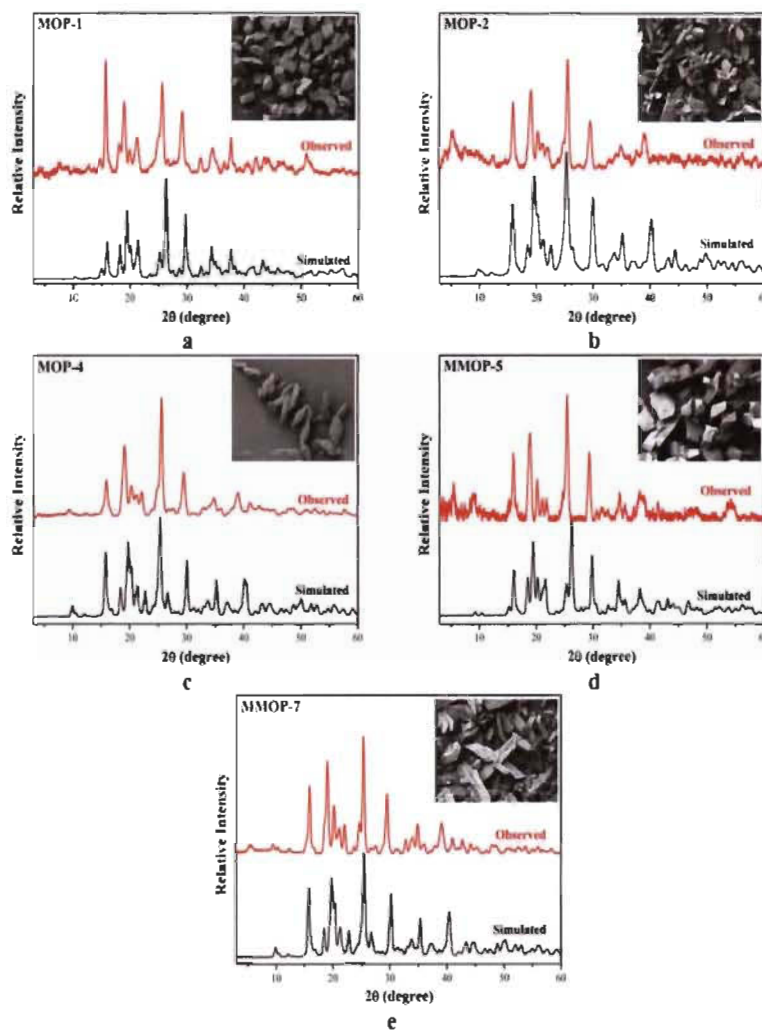 MOP-1
Relative Intensity
Observed
Simulated
10 20 30 40 50 60
2θ (degree)
a
MOP-2
Relative Intensity
Observed
Simulated
10 20 30 40 50 60
2θ (degree)
b
MOP-4
Relative Intensity
Observed
Simulated
10 20 30 40 50 60
2θ (degree)
c
MMOP-5
Relative Intensity
Observed
Simulated
10 20 30 40 50 60
2θ (degree)
d
MMOP-7
Relative Intensity
Observed
Simulated
10 20 30 40 50 60
2θ (degree)
e